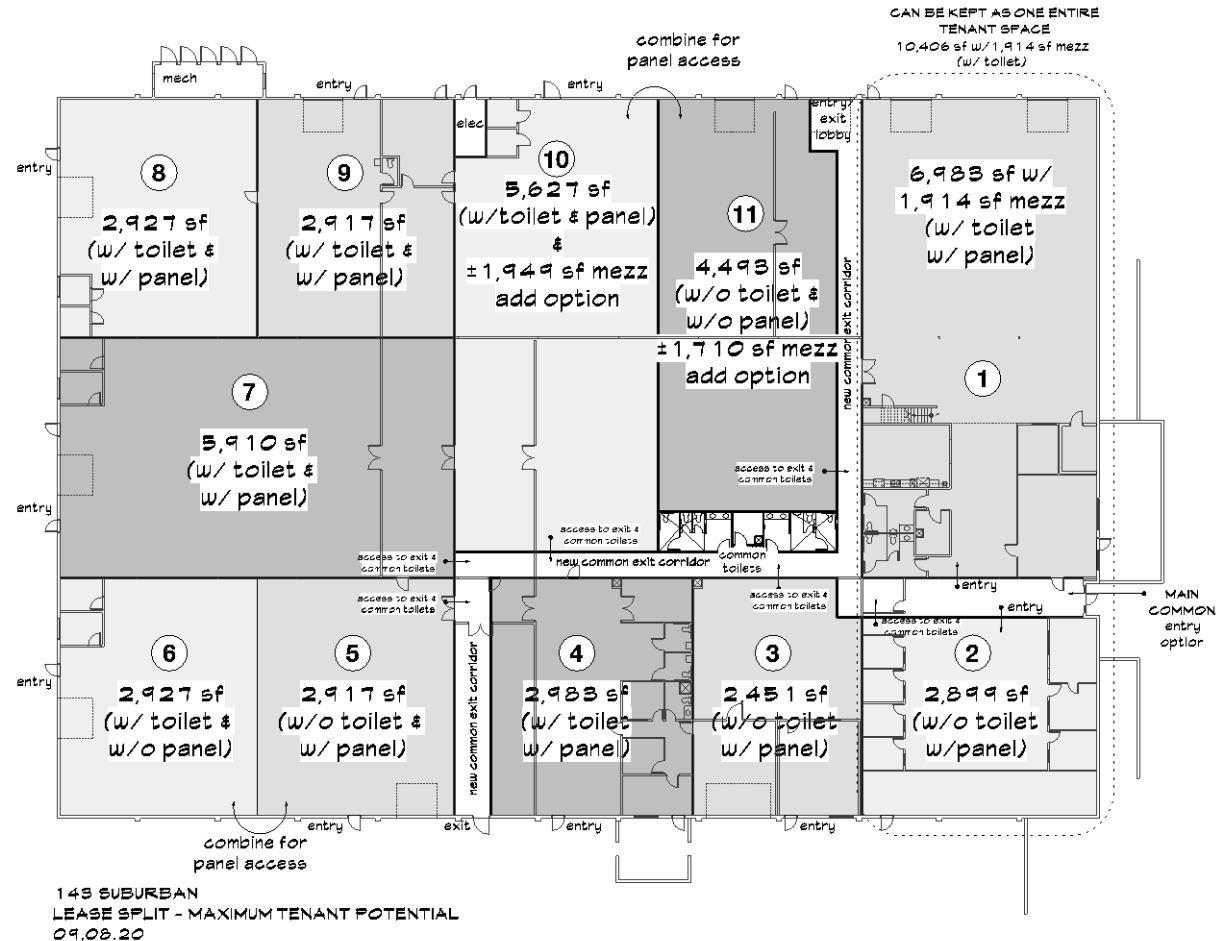 CAN BE KEPT AS ONE ENTIRE
TENANT SPACE
10,406 sf w/1,914 sf mezz
(w/ toilet)
combine for
panel access
mech
entry
entry
entry/
exit
lobby
elec
entry
8
2,927 sf
(w/ toilet &
w/ panel)
9
2,917 sf
(w/ toilet &
w/ panel)
10
5,627 sf
(w/toilet & panel)
&
±1,949 sf mezz
add option
11
4,493 sf
(w/o toilet &
w/o panel)
±1,710 sf mezz
add option
new common exit corridor
6,983 sf w/
1,914 sf mezz
(w/ toilet
w/ panel)
1
7
5,910 sf
(w/ toilet &
w/ panel)
entry
entry
access to exit &
common toilets
access to exit &
common toilets
new common exit corridor
common
toilets
access to exit &
common toilets
access to exit &
common toilets
access to exit &
common toilets
entry
entry
entry
access to exit &
common toilets
MAIN
COMMON
entry
option
6
2,927 sf
(w/ toilet &
w/o panel)
5
2,917 sf
(w/o toilet &
w/ panel)
new common exit corridor
4
2,983 sf
(w/ toilet
w/panel)
3
2,451 sf
(w/o toilet
w/ panel)
2
2,899 sf
(w/o toilet
w/panel)
entry
entry
exit
entry
entry
combine for
panel access
143 SUBURBAN
LEASE SPLIT - MAXIMUM TENANT POTENTIAL
09.08.20